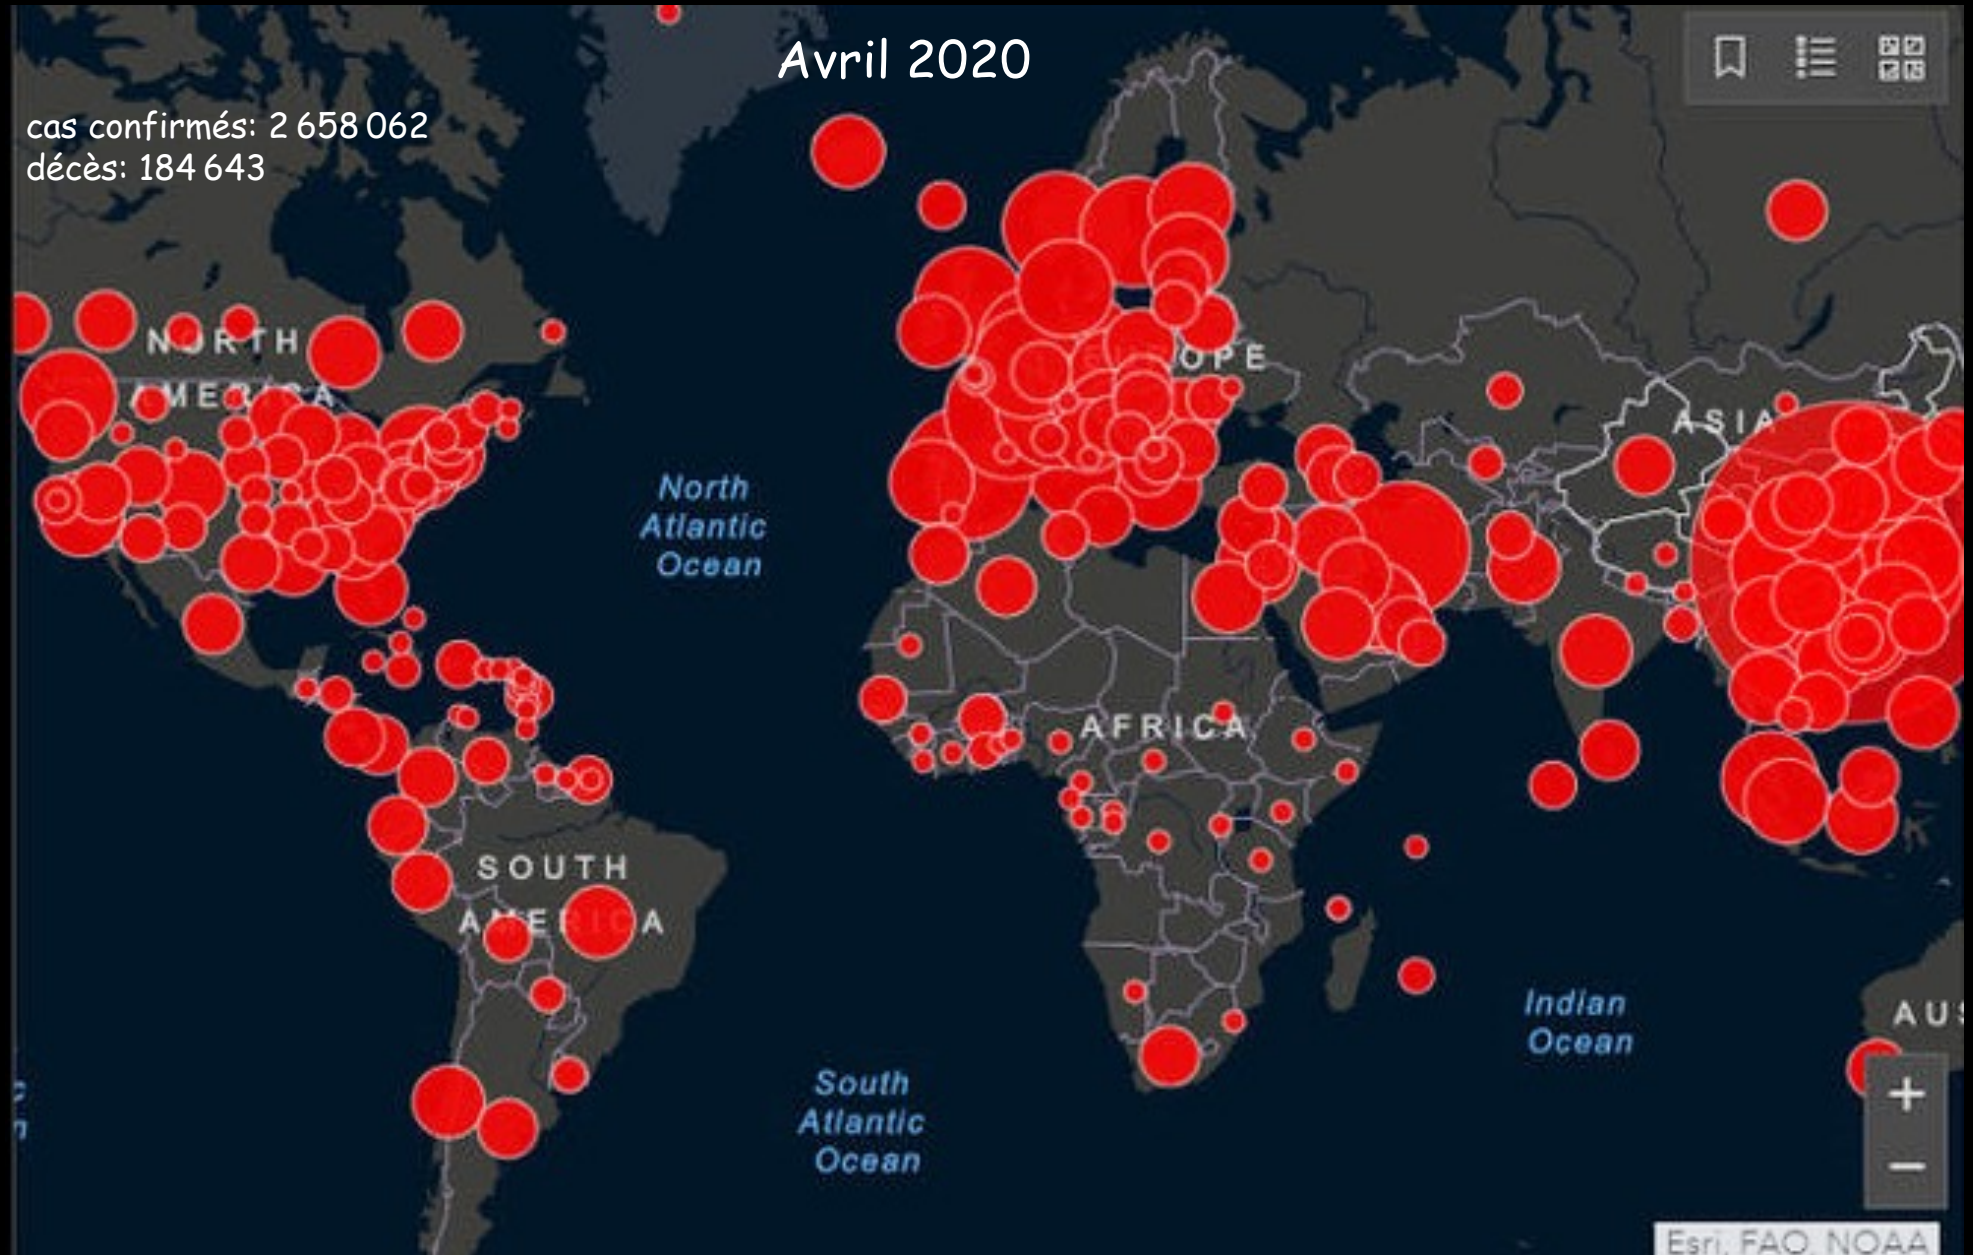 Avril 2020
cas confirmés: 2 658 062
décès: 184 643
NORTH
AMERICA
OPE
ASIA
North
Atlantic
Ocean
AFRICA
SOUTH
AMERICA
Indian
Ocean
AUS
South
Atlantic
Ocean
+
−
Esri, FAO, NOAA